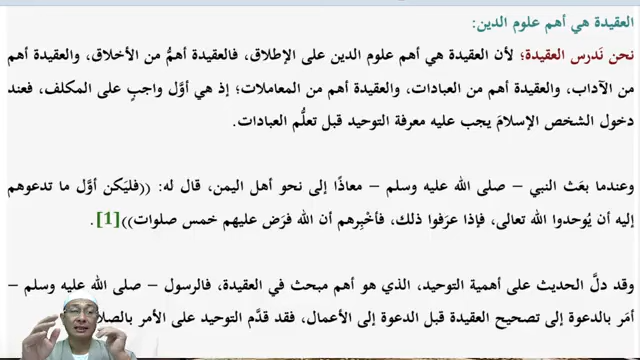 العقيدة هي أهم علوم الدين:
نحن نَدرس العقيدة؛ لأن العقيدة هي أهم علوم الدين على الإطلاق، فالعقيدة أهمُّ من الأخلاق، والعقيدة أهم
من الآداب، والعقيدة أهم من العبادات، والعقيدة أهم من المعاملات؛ إذ هي أوَّل واجبٍ على المكلف، فعند
دخول الشخص الإسلامَ يجب عليه معرفة التوحيد قبل تعلُّم العبادات.
وعندما بعَث النبي – صلى الله عليه وسلم – معاذًا إلى نحو أهل اليمن، قال له: ((فليَكن أوَّل ما تدعوهم
إليه أن يُوحدوا الله تعالى، فإذا عرَفوا ذلك، فأخْبِرهم أن الله فرَض عليهم خمس صلوات))[1].
وقد دلَّ الحديث على أهمية التوحيد، الذي هو أهم مبحث في العقيدة، فالرسول – صلى الله عليه وسلم –
أمَر بالدعوة إلى تصحيح العقيدة قبل الدعوة إلى الأعمال، فقد قدَّم التوحيد على الأمر